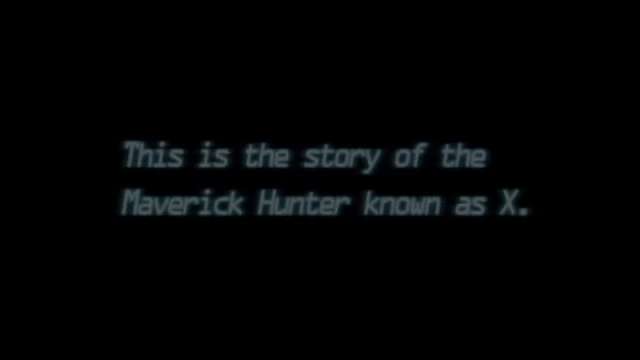 This is the story of the
Maverick Hunter known as X.